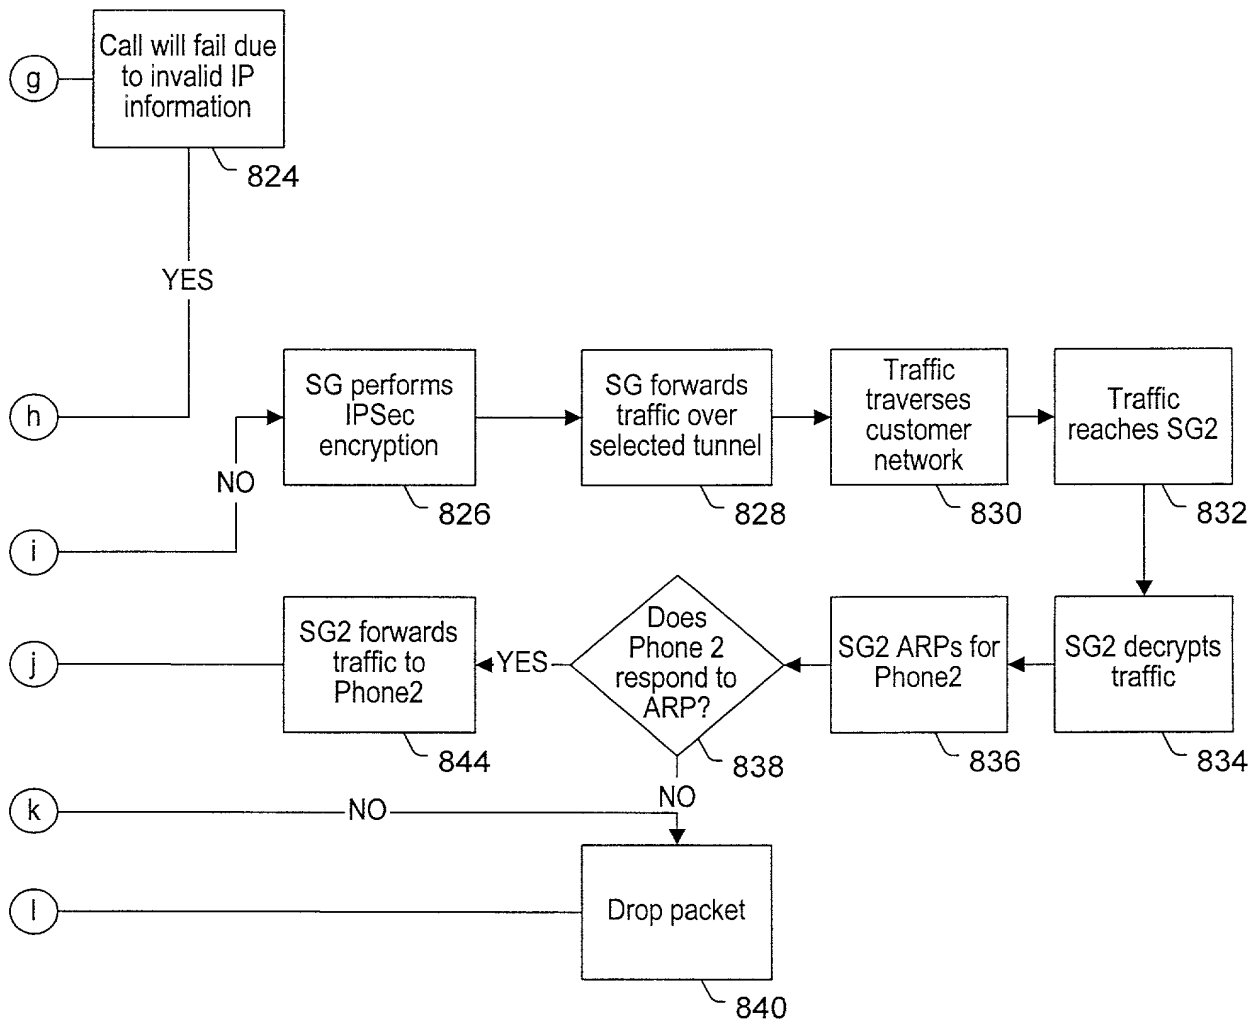 g
Call will fail due
to invalid IP
information
824
YES
h
SG performs
IPSec
encryption
826
SG forwards
traffic over
selected tunnel
828
Traffic
traverses
customer
network
830
Traffic
reaches SG2
832
NO
i
j
SG2 forwards
traffic to
Phone2
844
YES
Does
Phone 2
respond to
ARP?
838
SG2 ARPs for
Phone2
836
SG2 decrypts
traffic
834
k
NO
NO
l
Drop packet
840